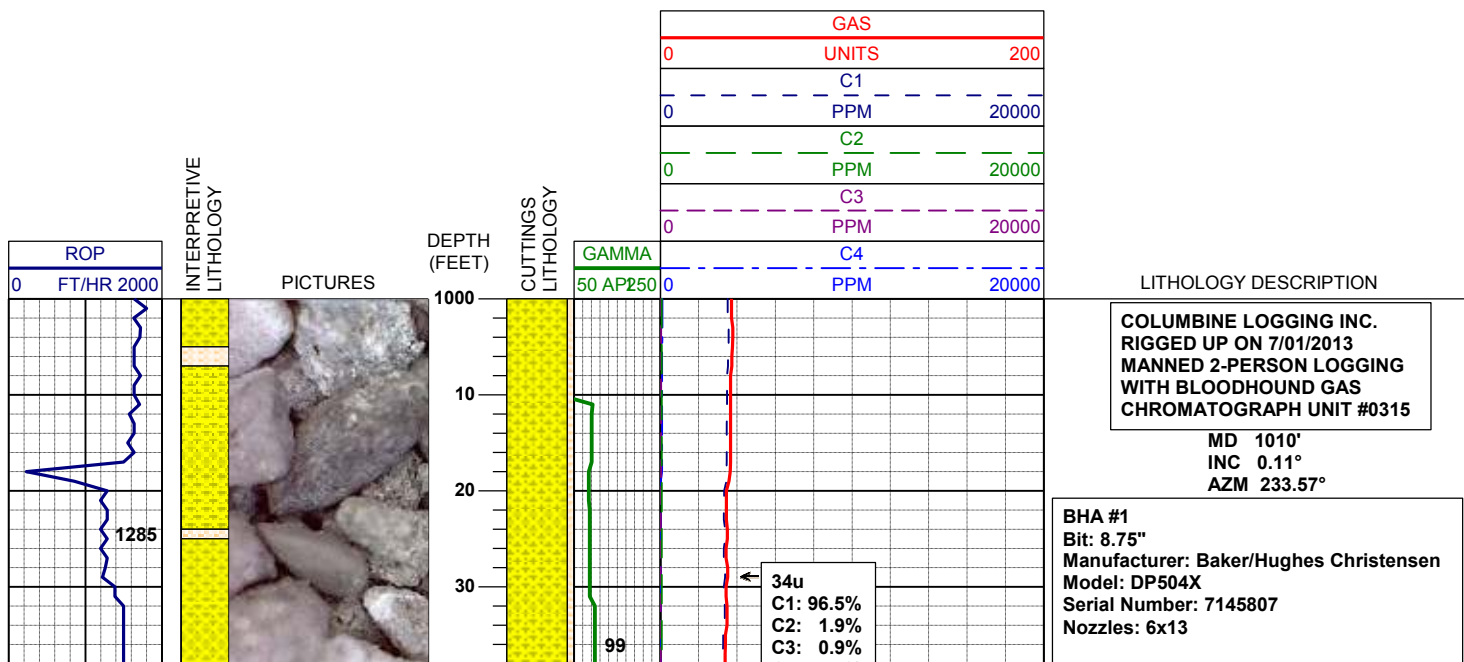 GAS
0 UNITS 200
C1
0 PPM 20000
C2
0 PPM 20000
C3
0 PPM 20000
C4
0 PPM 20000
ROP
0 FT/HR 2000
INTERPRETIVE
LITHOLOGY
PICTURES
DEPTH
(FEET)
CUTTINGS
LITHOLOGY
GAMMA
50 API 250
LITHOLOGY DESCRIPTION
1000
10
20
30
1285
99
34u
C1: 96.5%
C2: 1.9%
C3: 0.9%
COLUMBINE LOGGING INC.
RIGGED UP ON 7/01/2013
MANNED 2-PERSON LOGGING
WITH BLOODHOUND GAS
CHROMATOGRAPH UNIT #0315
MD 1010'
INC 0.11°
AZM 233.57°
BHA #1
Bit: 8.75"
Manufacturer: Baker/Hughes Christensen
Model: DP504X
Serial Number: 7145807
Nozzles: 6x13